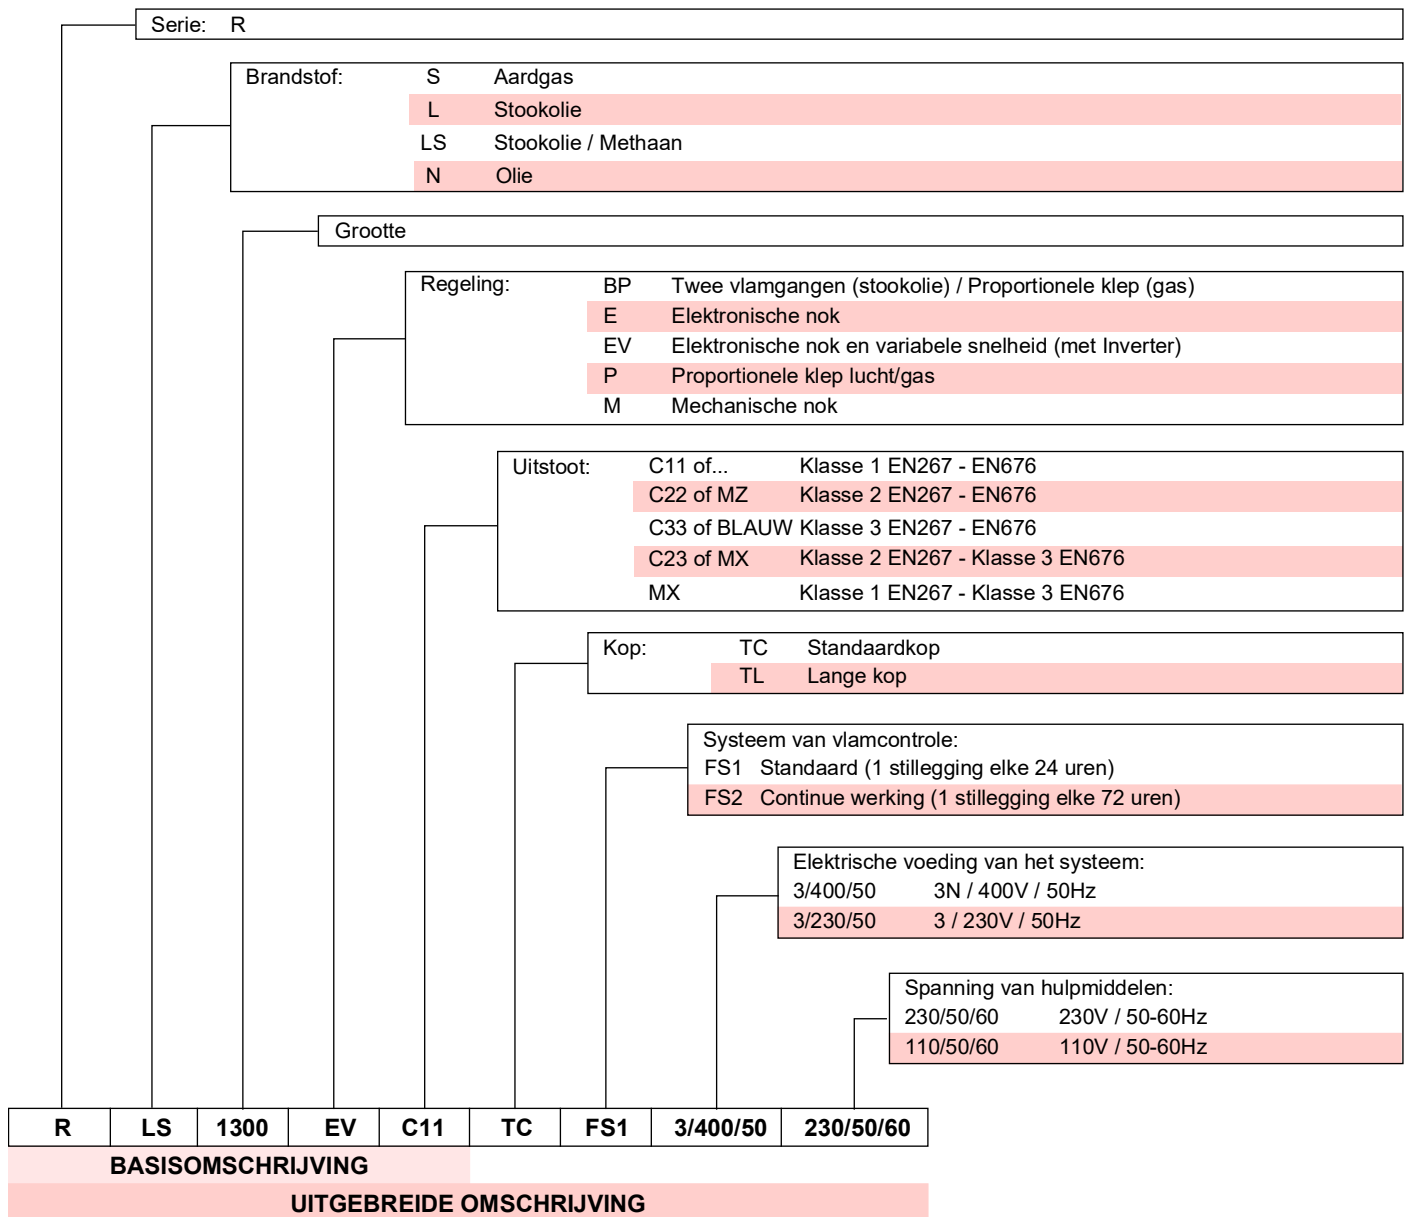 Serie: R
Brandstof: S Aardgas
L Stookolie
LS Stookolie / Methaan
N Olie
Grootte
Regeling: BP Twee vlamgangen (stookolie) / Proportionele klep (gas)
E Elektronische nok
EV Elektronische nok en variabele snelheid (met Inverter)
P Proportionele klep lucht/gas
M Mechanische nok
Uitstoot: C11 of... Klasse 1 EN267 - EN676
C22 of MZ Klasse 2 EN267 - EN676
C33 of BLAUW Klasse 3 EN267 - EN676
C23 of MX Klasse 2 EN267 - Klasse 3 EN676
MX Klasse 1 EN267 - Klasse 3 EN676
Kop: TC Standaardkop
TL Lange kop
Systeem van vlamcontrole:
FS1 Standaard (1 stillegging elke 24 uren)
FS2 Continue werking (1 stillegging elke 72 uren)
Elektrische voeding van het systeem:
3/400/50 3N / 400V / 50Hz
3/230/50 3 / 230V / 50Hz
Spanning van hulpmiddelen:
230/50/60 230V / 50-60Hz
110/50/60 110V / 50-60Hz
R LS 1300 EV C11 TC FS1 3/400/50 230/50/60
BASISOMSCHRIJVING
UITGEBREIDE OMSCHRIJVING